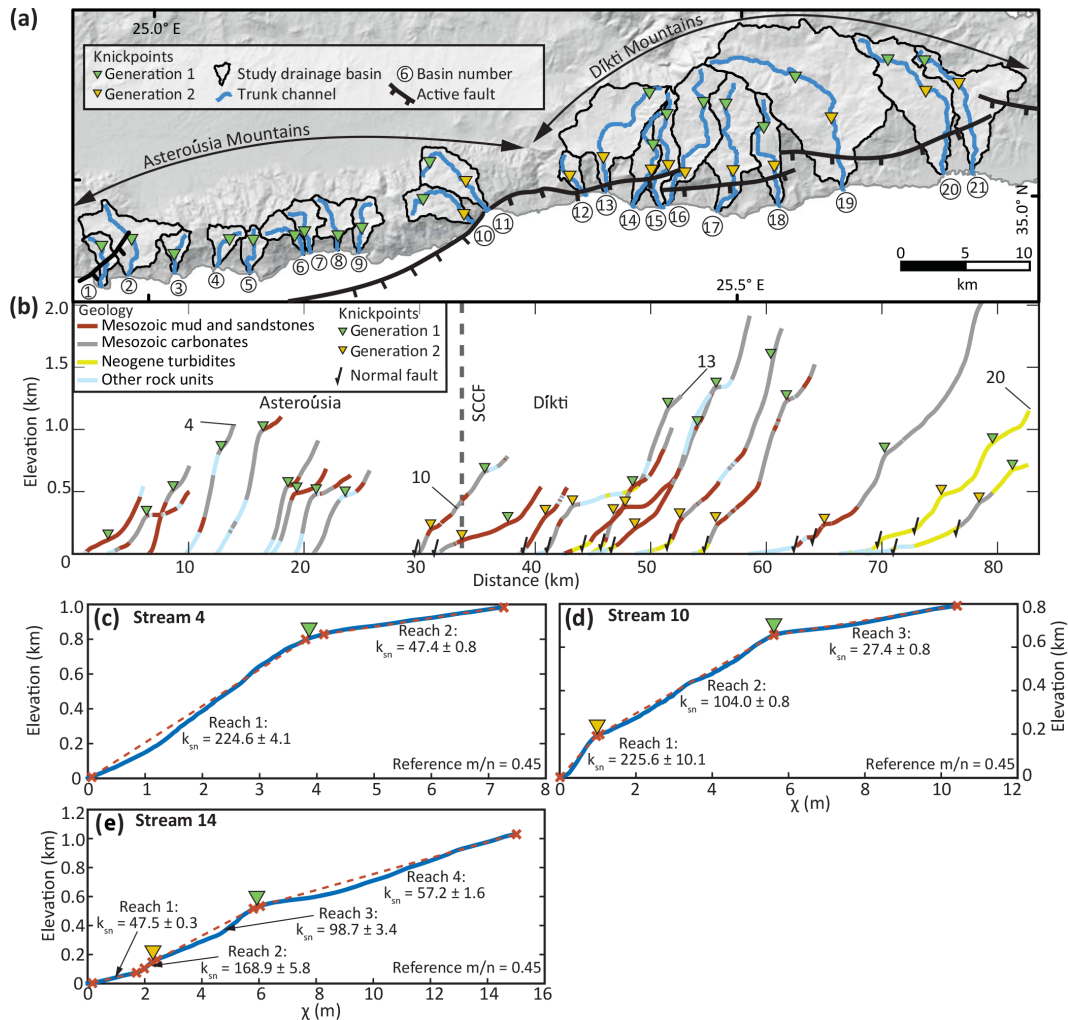 (a)
25.0° E
Knickpoints
Generation 1
Generation 2
Study drainage basin
Trunk channel
⑥ Basin number
Active fault
Asteroúsia Mountains
Díkti Mountains
① ② ③ ④ ⑤ ⑥ ⑦ ⑧ ⑨ ⑩ ⑪ ⑫ ⑬ ⑭ ⑮ ⑯ ⑰ ⑱ ⑲ ⑳ ㉑
35.0° N
25.5° E
0 5 10
km
(b)
Geology
Mesozoic mud and sandstones
Mesozoic carbonates
Neogene turbidites
Other rock units
Knickpoints
Generation 1
Generation 2
Normal fault
Asteroúsia
SCCF
Díkti
4
10
13
20
2.0
1.5
1.0
0.5
0
Elevation (km)
10 20 30 40 50 60 70 80
Distance (km)
(c) Stream 4
Reach 1:
ksn = 224.6 ± 4.1
Reach 2:
ksn = 47.4 ± 0.8
Reference m/n = 0.45
1.0
0.8
0.6
0.4
0.2
0
Elevation (km)
0 1 2 3 4 5 6 7 8
(d) Stream 10
Reach 3:
ksn = 27.4 ± 0.8
Reach 2:
ksn = 104.0 ± 0.8
Reach 1:
ksn = 225.6 ± 10.1
Reference m/n = 0.45
0.8
0.6
0.4
0.2
0
Elevation (km)
0 2 4 6 8 10 12
χ (m)
(e) Stream 14
Reach 1:
ksn = 47.5 ± 0.3
Reach 4:
ksn = 57.2 ± 1.6
Reach 3:
ksn = 98.7 ± 3.4
Reach 2:
ksn = 168.9 ± 5.8
Reference m/n = 0.45
1.2
1.0
0.8
0.6
0.4
0.2
0
Elevation (km)
0 2 4 6 8 10 12 14 16
χ (m)